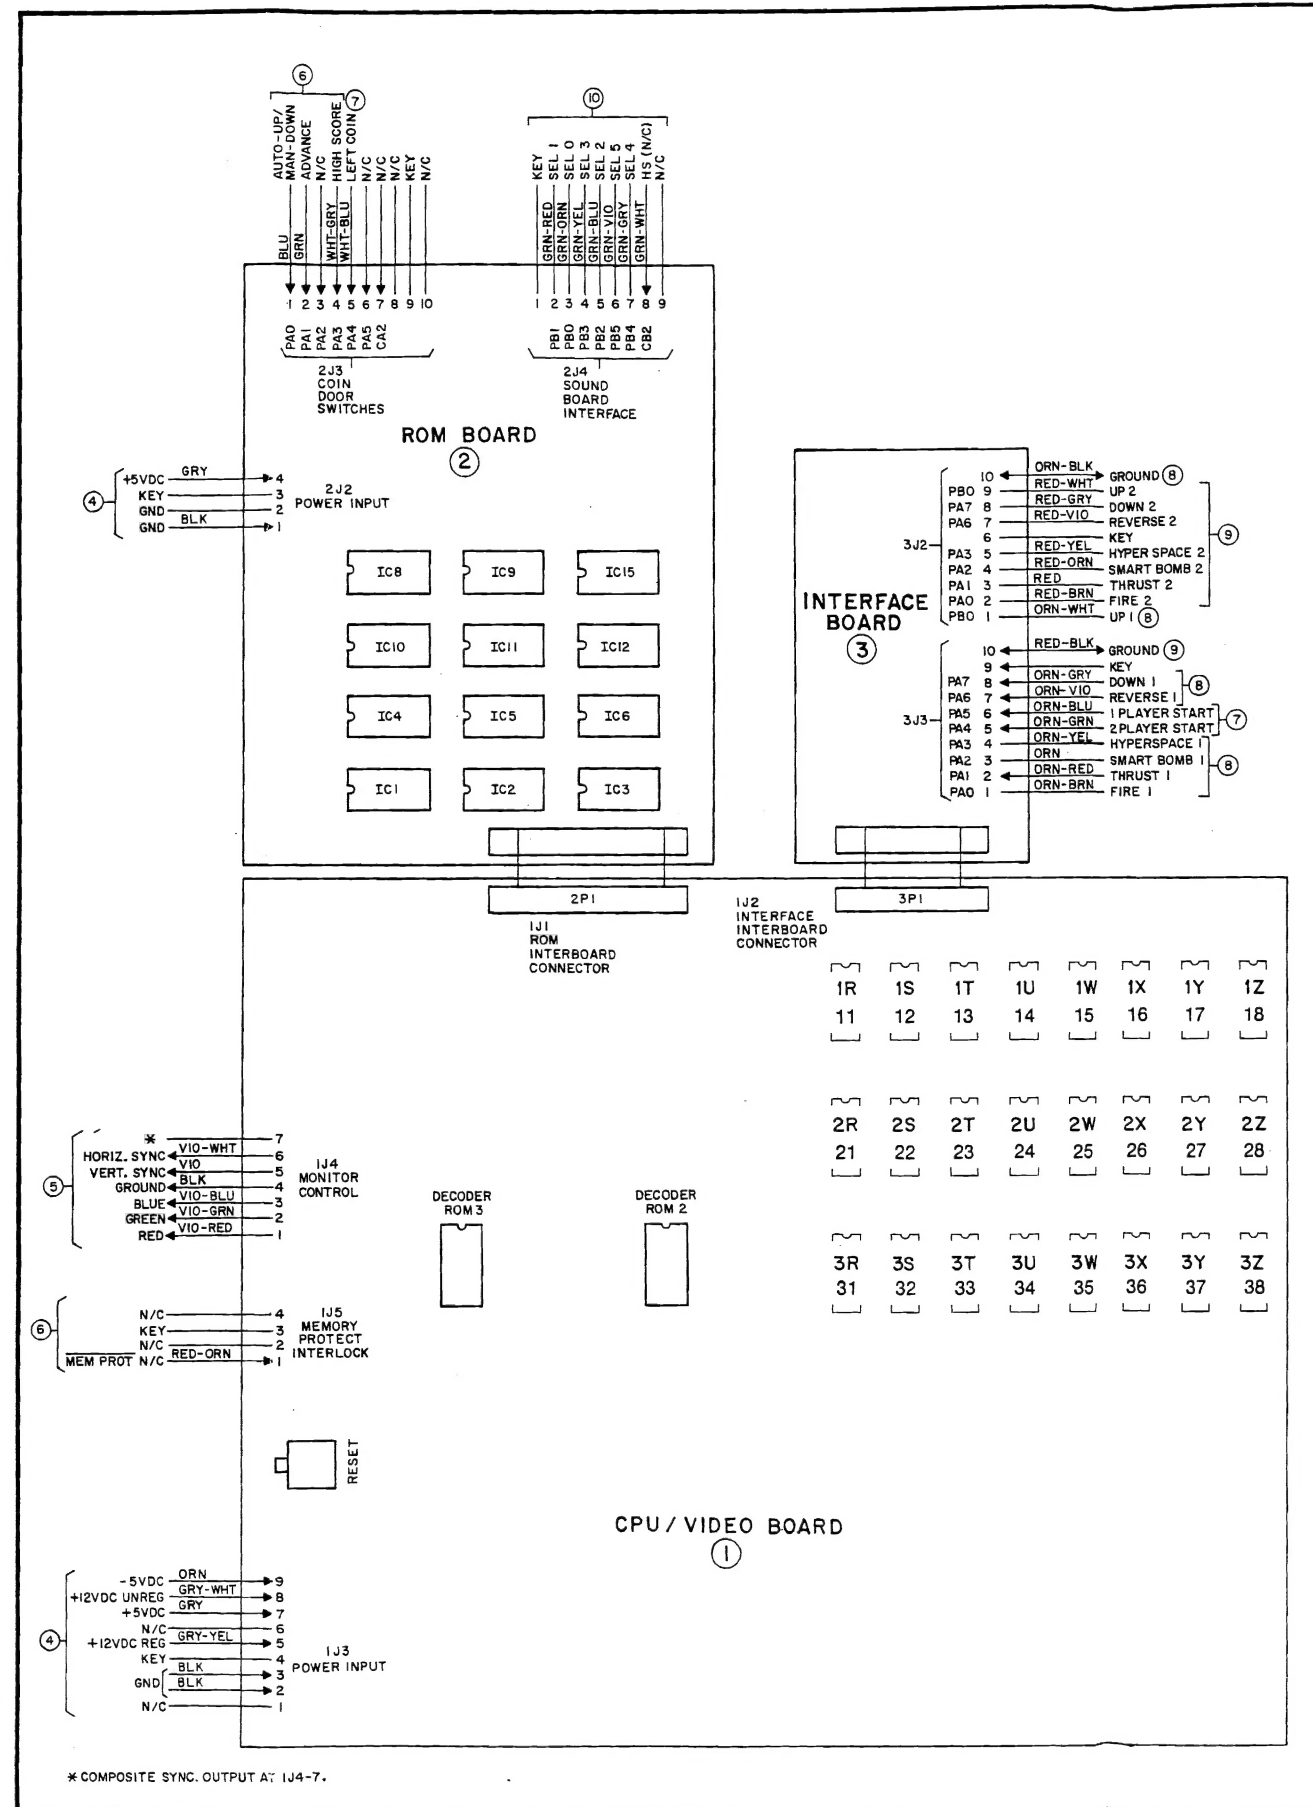 6
7
10
AUTO-UP/
MAN-DOWN
ADVANCE
N/C
HIGH SCORE
LEFT COIN
N/C
N/C
N/C
KEY
N/C
BLU
GRN
WHT-GRY
WHT-BLU
1 2 3 4 5 6 7 8 9 10
PA0
PA1
PA2
PA3
PA4
PA5
CA2
2J3
COIN
DOOR
SWITCHES
KEY
SEL 1
SEL 0
SEL 3
SEL 2
SEL 5
SEL 4
HS (N/C)
N/C
GRN-RED
GRN-ORN
GRN-YEL
GRN-BLU
GRN-VIO
GRN-GRY
GRN-WHT
1 2 3 4 5 6 7 8 9
PB1
PB0
PB3
PB2
PB5
PB4
CB2
2J4
SOUND
BOARD
INTERFACE
ROM BOARD
2
4
+5VDC GRY 4
KEY 3
GND 2
GND BLK 1
2J2
POWER INPUT
IC8 IC9 IC15
IC10 IC11 IC12
IC4 IC5 IC6
IC1 IC2 IC3
INTERFACE
BOARD
3
3J2
10 ORN-BLK GROUND 8
PB0 9 RED-WHT UP 2
PA7 8 RED-GRY DOWN 2
PA6 7 RED-VIO REVERSE 2
6 KEY
9
PA3 5 RED-YEL HYPER SPACE 2
PA2 4 RED-ORN SMART BOMB 2
PA1 3 RED THRUST 2
PA0 2 RED-BRN FIRE 2
PB0 1 ORN-WHT UP 1 8
3J3
10 RED-BLK GROUND 9
9 KEY
PA7 8 ORN-GRY DOWN 1
8
PA6 7 ORN-VIO REVERSE 1
PA5 6 ORN-BLU 1 PLAYER START
7
PA4 5 ORN-GRN 2 PLAYER START
PA3 4 ORN-YEL HYPERSPACE 1
PA2 3 ORN SMART BOMB 1
8
PA1 2 ORN-RED THRUST 1
PA0 1 ORN-BRN FIRE 1
2P1
3P1
1J1
ROM
INTERBOARD
CONNECTOR
1J2
INTERFACE
INTERBOARD
CONNECTOR
1R 1S 1T 1U 1W 1X 1Y 1Z
11 12 13 14 15 16 17 18
2R 2S 2T 2U 2W 2X 2Y 2Z
21 22 23 24 25 26 27 28
3R 3S 3T 3U 3W 3X 3Y 3Z
31 32 33 34 35 36 37 38
5
* 7
HORIZ. SYNC VIO-WHT 6
VERT. SYNC VIO 5
GROUND BLK 4
BLUE VIO-BLU 3
GREEN VIO-GRN 2
RED VIO-RED 1
1J4
MONITOR
CONTROL
DECODER
ROM 3
DECODER
ROM 2
6
N/C 4
KEY 3
N/C 2
MEM PROT N/C RED-ORN 1
1J5
MEMORY
PROTECT
INTERLOCK
RESET
CPU/VIDEO BOARD
1
4
-5VDC ORN 9
+12VDC UNREG GRY-WHT 8
+5VDC GRY 7
N/C 6
+12VDC REG GRY-YEL 5
KEY 4
GND BLK 3
BLK 2
N/C 1
1J3
POWER INPUT
* COMPOSITE SYNC. OUTPUT AT 1J4-7.